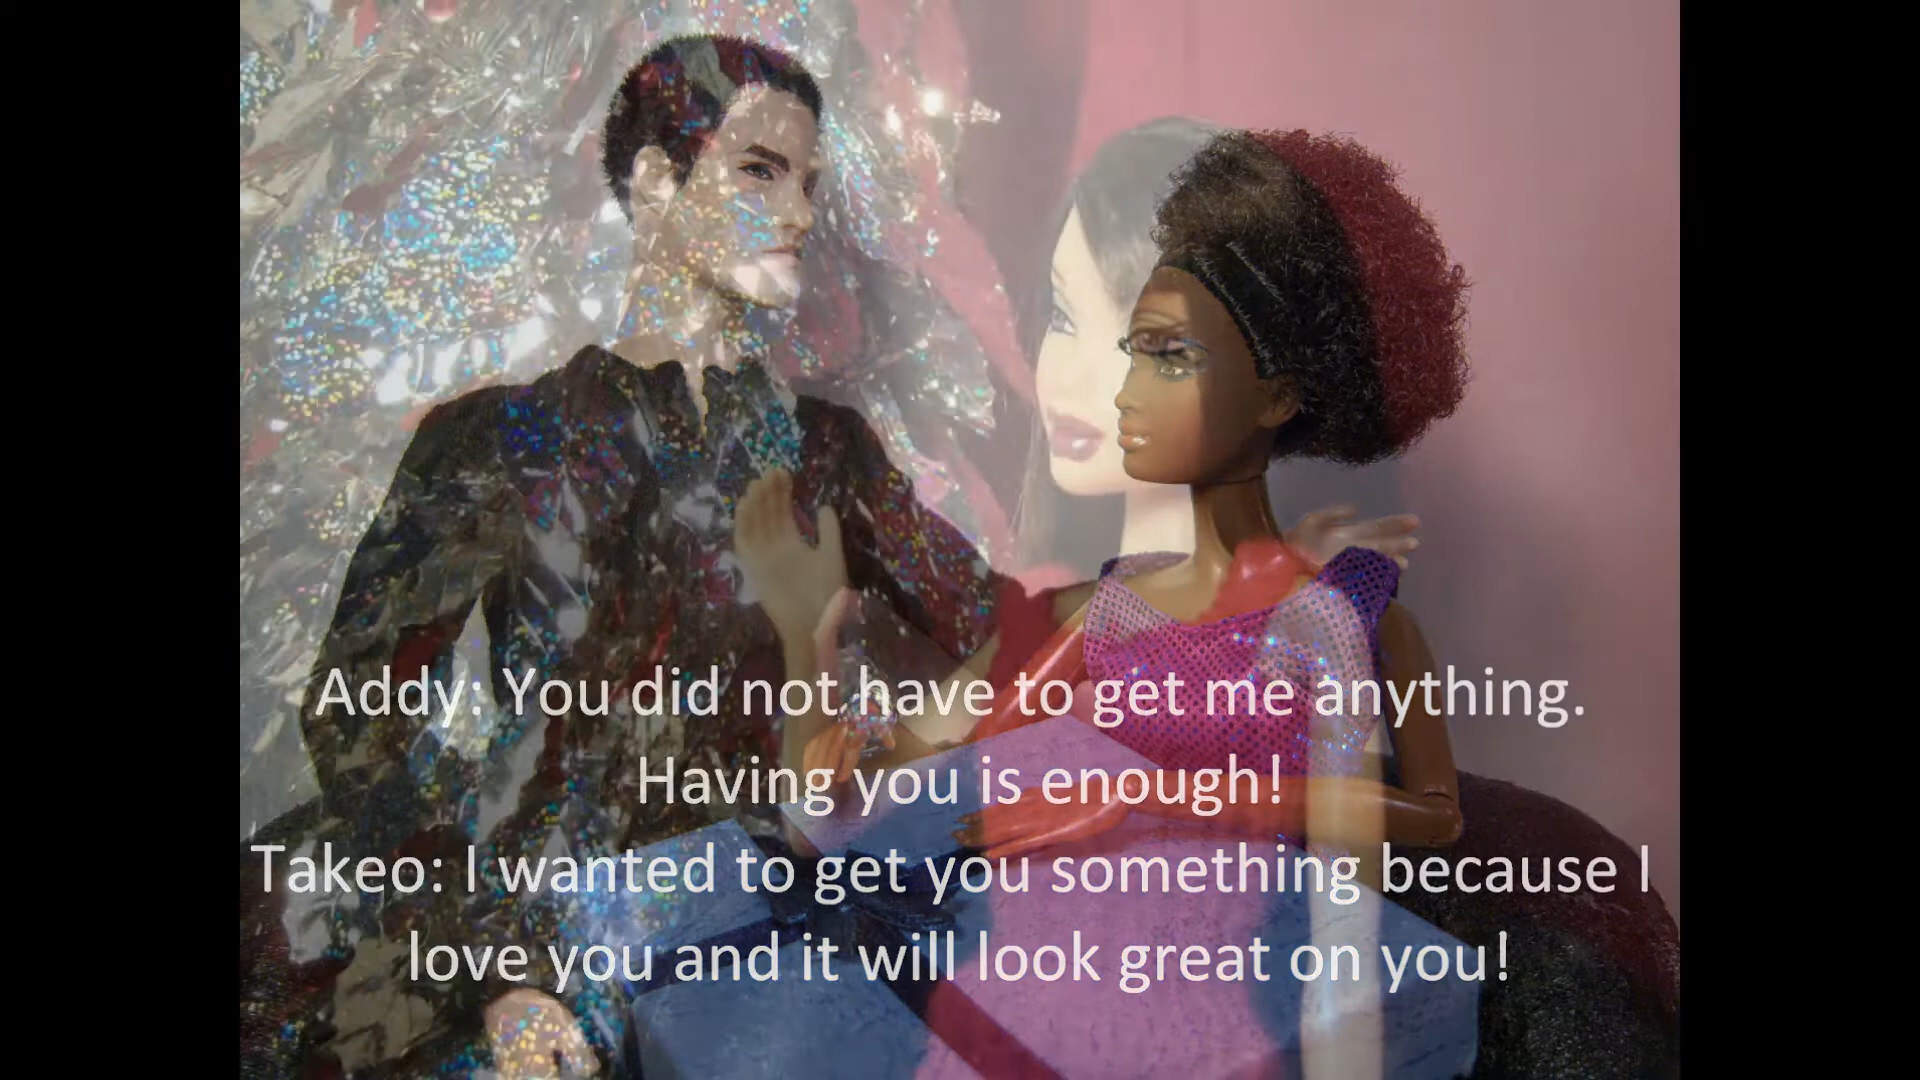 Addy: You did not have to get me anything.
Having you is enough!
Takeo: I wanted to get you something because I
love you and it will look great on you!